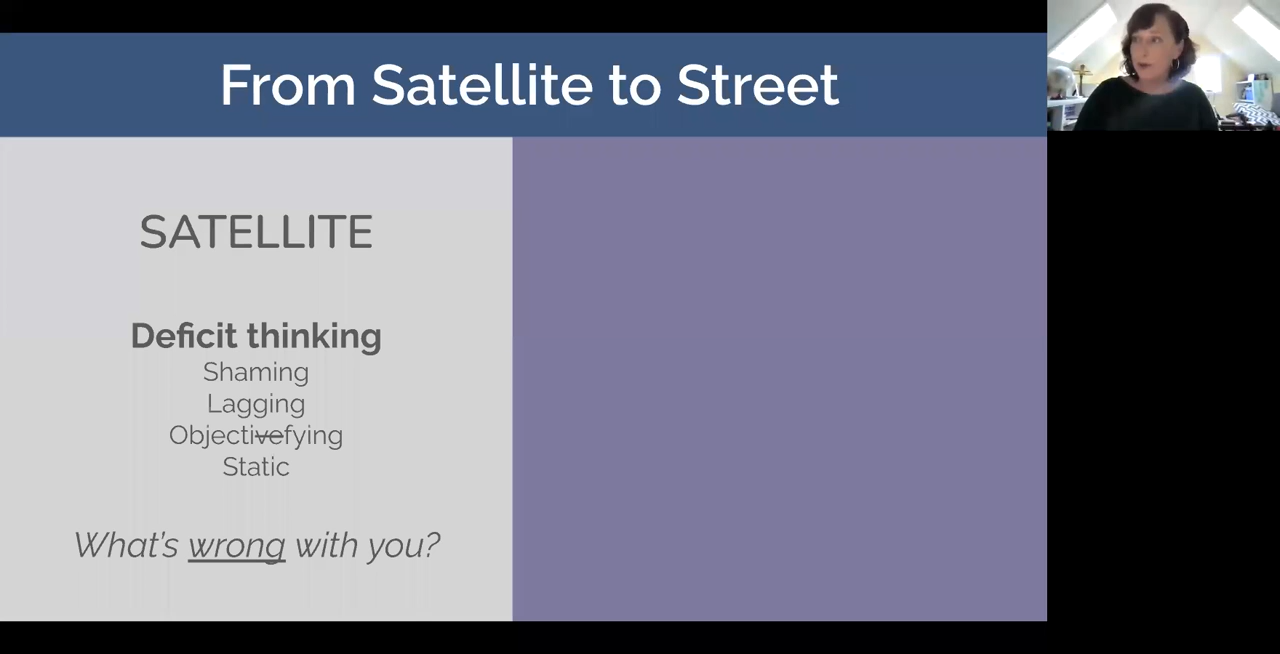 From Satellite to Street
SATELLITE
Deficit thinking
Shaming
Lagging
Objectivefying
Static
What's wrong with you?